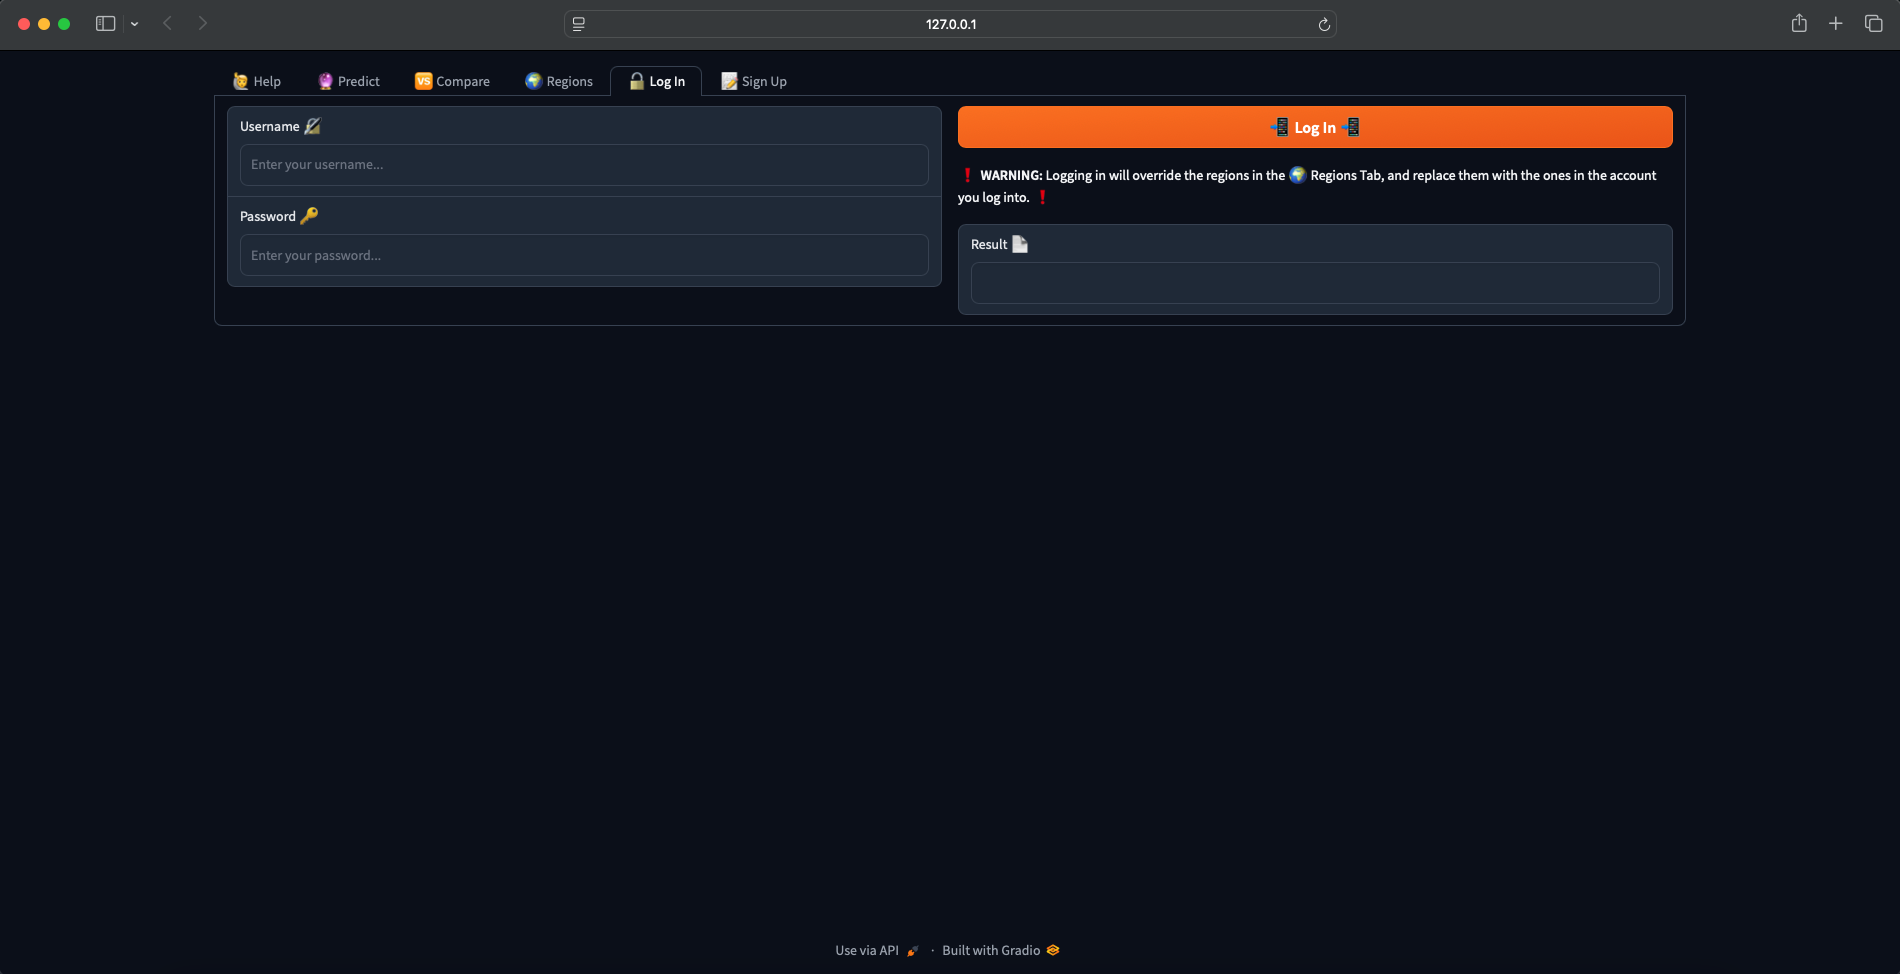 127.0.0.1
Help
Predict
VS Compare
Regions
Log In
Sign Up
Username
Enter your username...
Password
Enter your password...
Log In
WARNING: Logging in will override the regions in the Regions Tab, and replace them with the ones in the account
you log into.
Result
Use via API · Built with Gradio